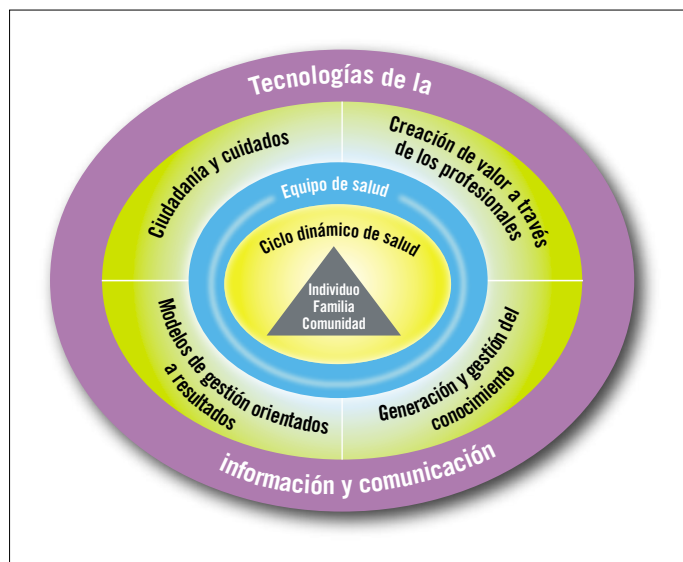 Tecnologías de la
Ciudadanía y cuidados
Creación de valor a través
de los profesionales
Equipo de salud
Ciclo dinámico de salud
Individuo
Familia
Comunidad
Modelos de gestión orientados
a resultados
Generación y gestión del
conocimiento
información y comunicación